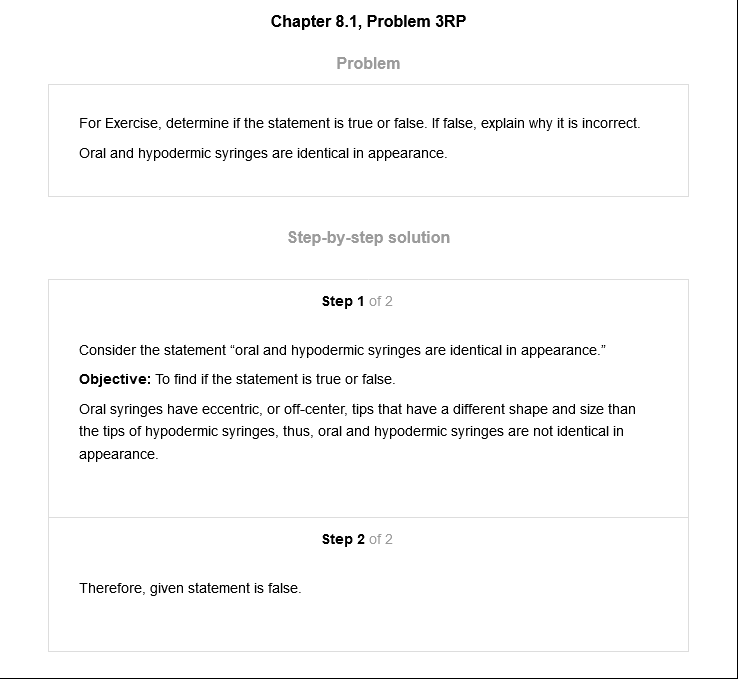 Chapter 8.1, Problem 3RP
Problem
For Exercise, determine if the statement is true or false. If false, explain why it is incorrect.
Oral and hypodermic syringes are identical in appearance.
Step-by-step solution
Step 1 of 2
Consider the statement “oral and hypodermic syringes are identical in appearance.”
Objective: To find if the statement is true or false.
Oral syringes have eccentric, or off-center, tips that have a different shape and size than
the tips of hypodermic syringes, thus, oral and hypodermic syringes are not identical in
appearance.
Step 2 of 2
Therefore, given statement is false.